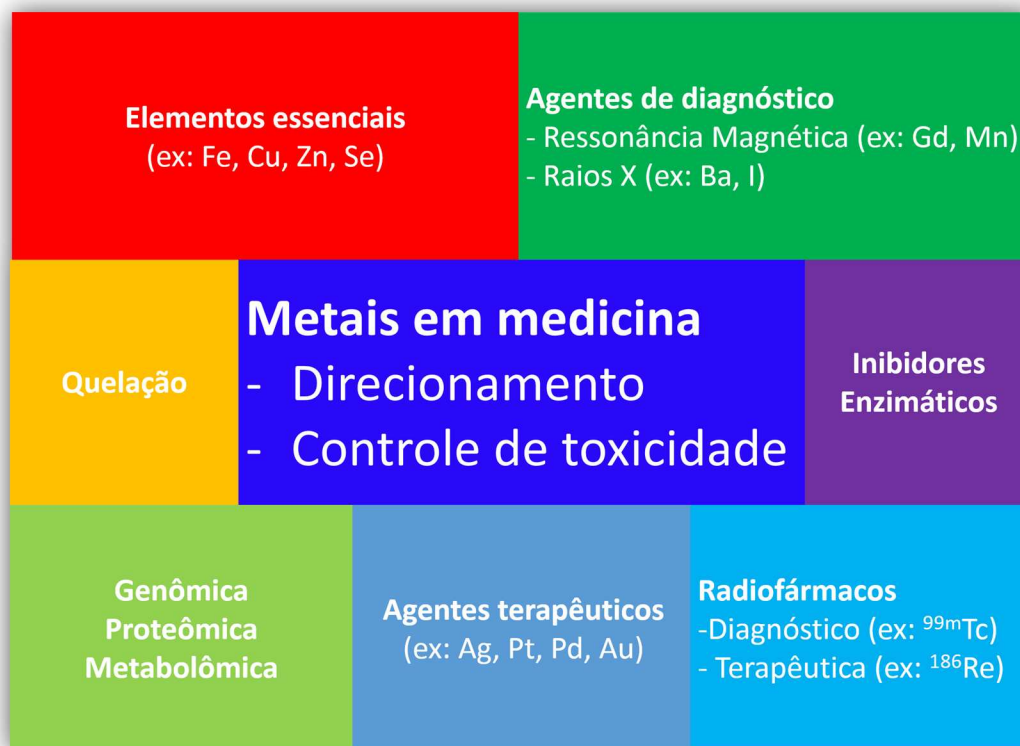 Elementos essenciais
(ex: Fe, Cu, Zn, Se)
Agentes de diagnóstico
- Ressonância Magnética (ex: Gd, Mn)
- Raios X (ex: Ba, I)
Quelação
Metais em medicina
- Direcionamento
- Controle de toxicidade
Inibidores
Enzimáticos
Genômica
Proteômica
Metabolômica
Agentes terapêuticos
(ex: Ag, Pt, Pd, Au)
Radiofármacos
-Diagnóstico (ex: ⁹⁹ᵐTc)
- Terapêutica (ex: ¹⁸⁶Re)